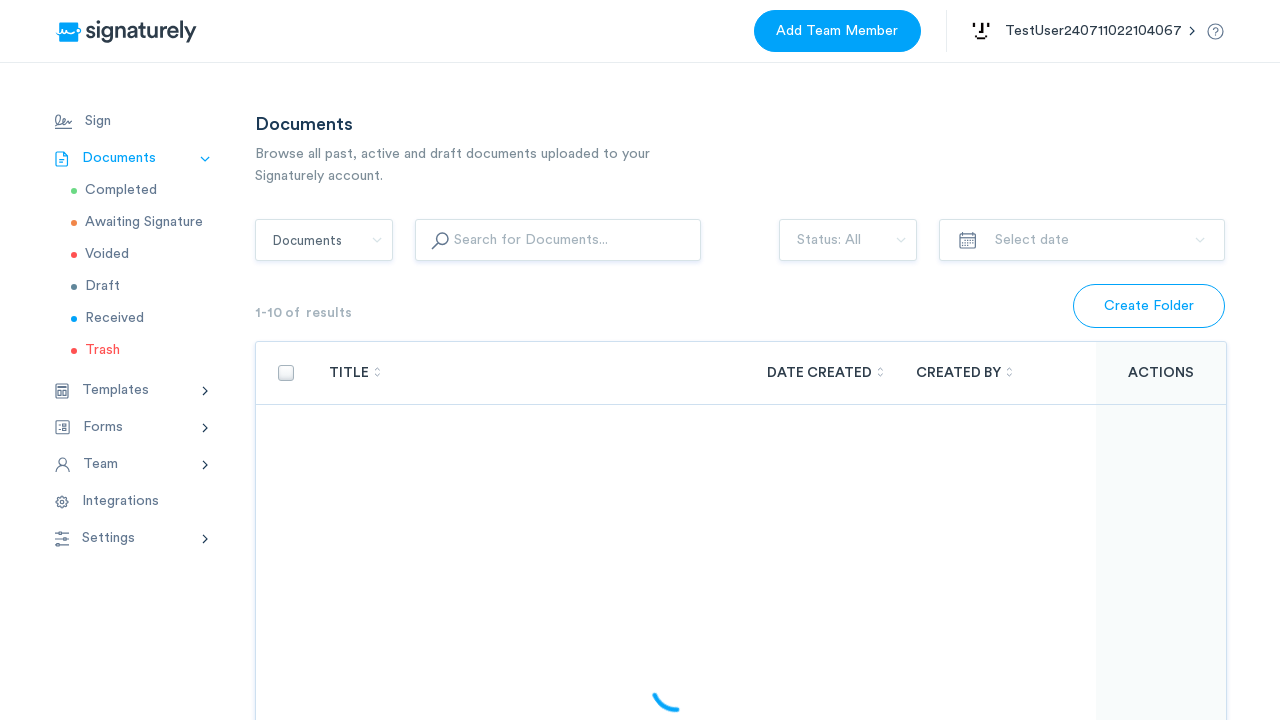 signaturely
Add Team Member
TestUser240711022104067
Sign
Documents
Completed
Awaiting Signature
Voided
Draft
Received
Trash
Templates
Forms
Team
Integrations
Settings
Documents
Browse all past, active and draft documents uploaded to your
Signaturely account.
Documents
Search for Documents...
Status: All
Select date
1-10 of results
Create Folder
TITLE
DATE CREATED
CREATED BY
ACTIONS